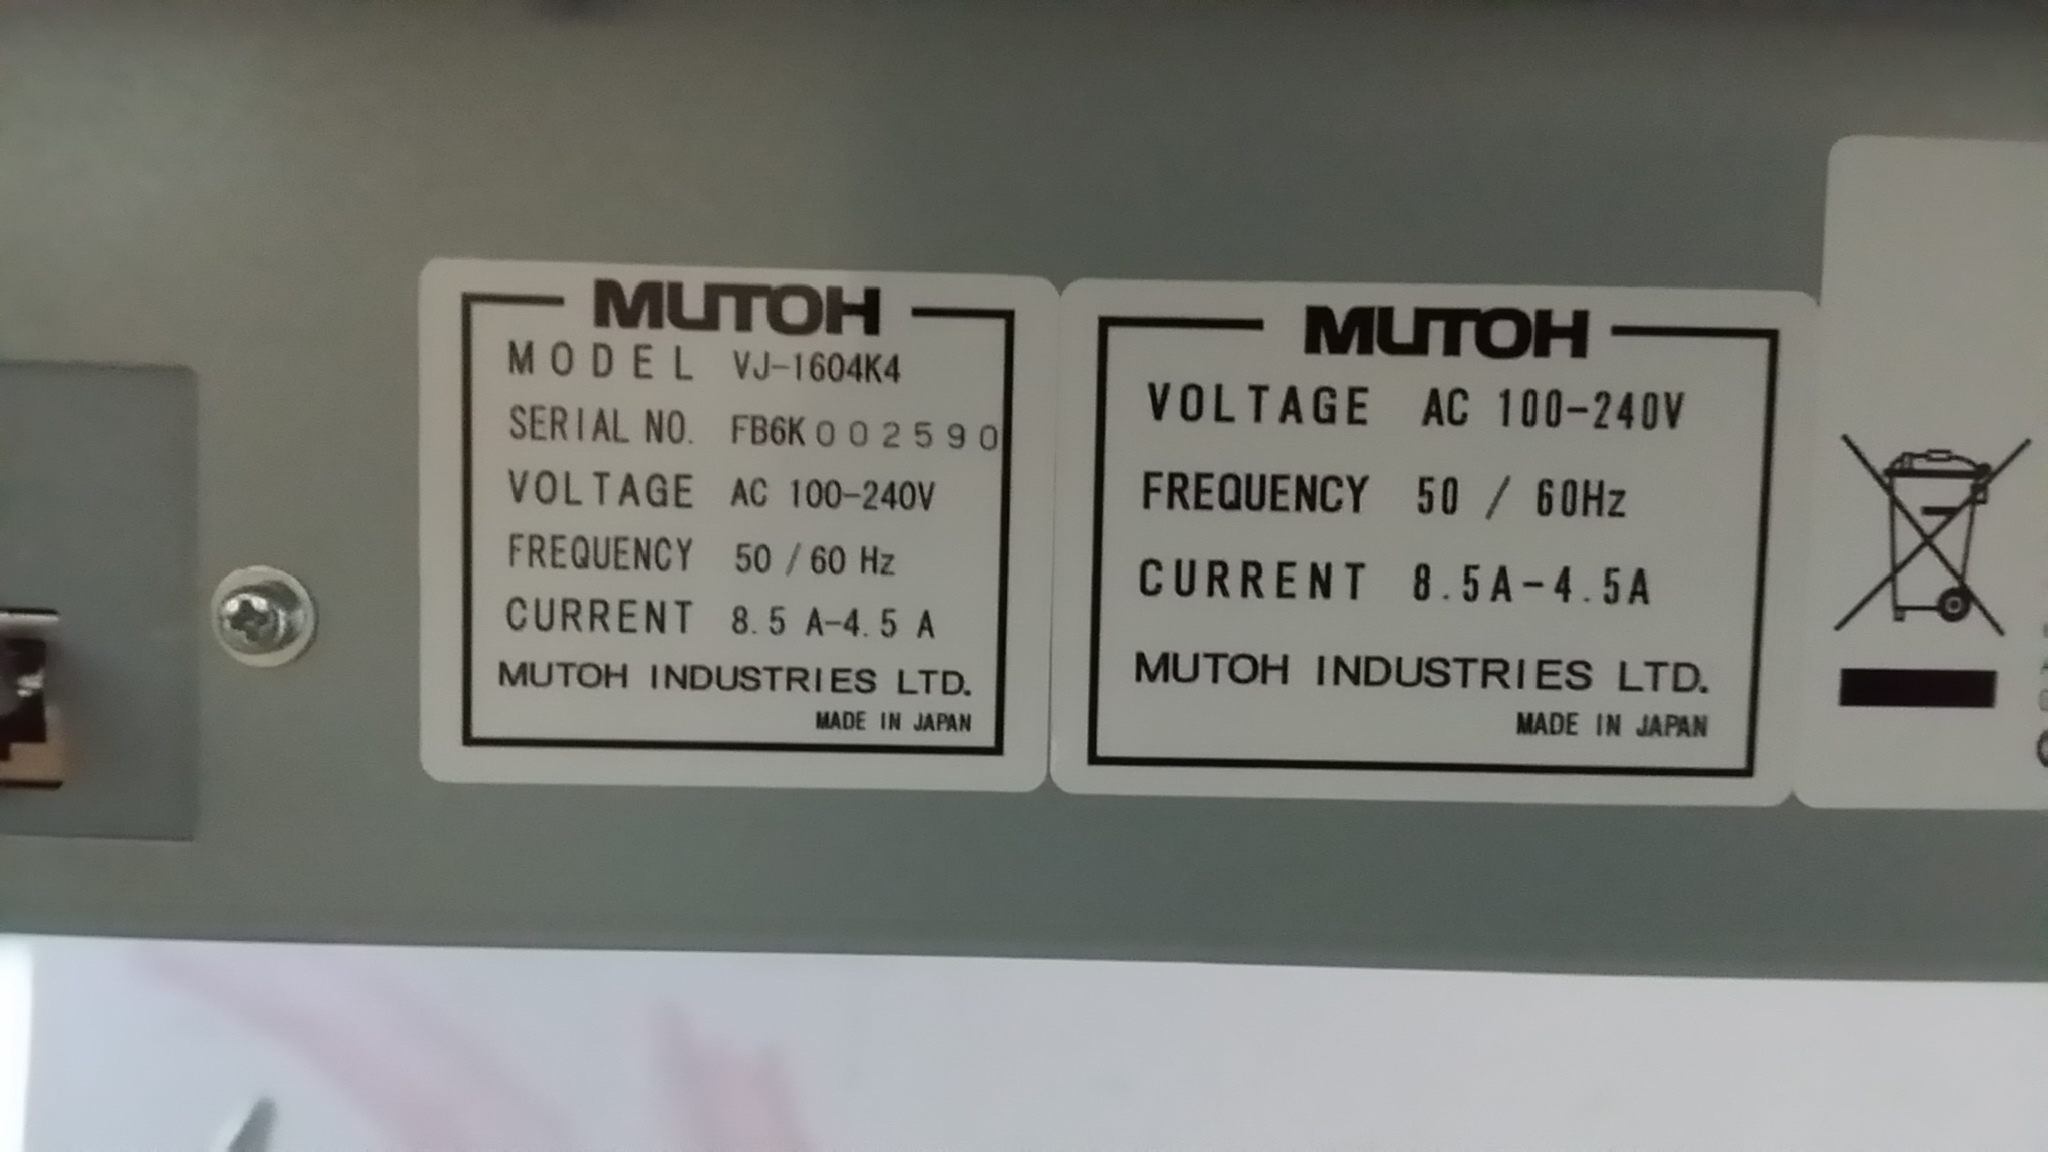 MUTOH
MODEL VJ-1604K4
SERIAL NO. FB6K002590
VOLTAGE AC 100-240V
FREQUENCY 50 / 60 Hz
CURRENT 8.5 A-4.5 A
MUTOH INDUSTRIES LTD.
MADE IN JAPAN
MUTOH
VOLTAGE AC 100-240V
FREQUENCY 50 / 60Hz
CURRENT 8.5A-4.5A
MUTOH INDUSTRIES LTD.
MADE IN JAPAN